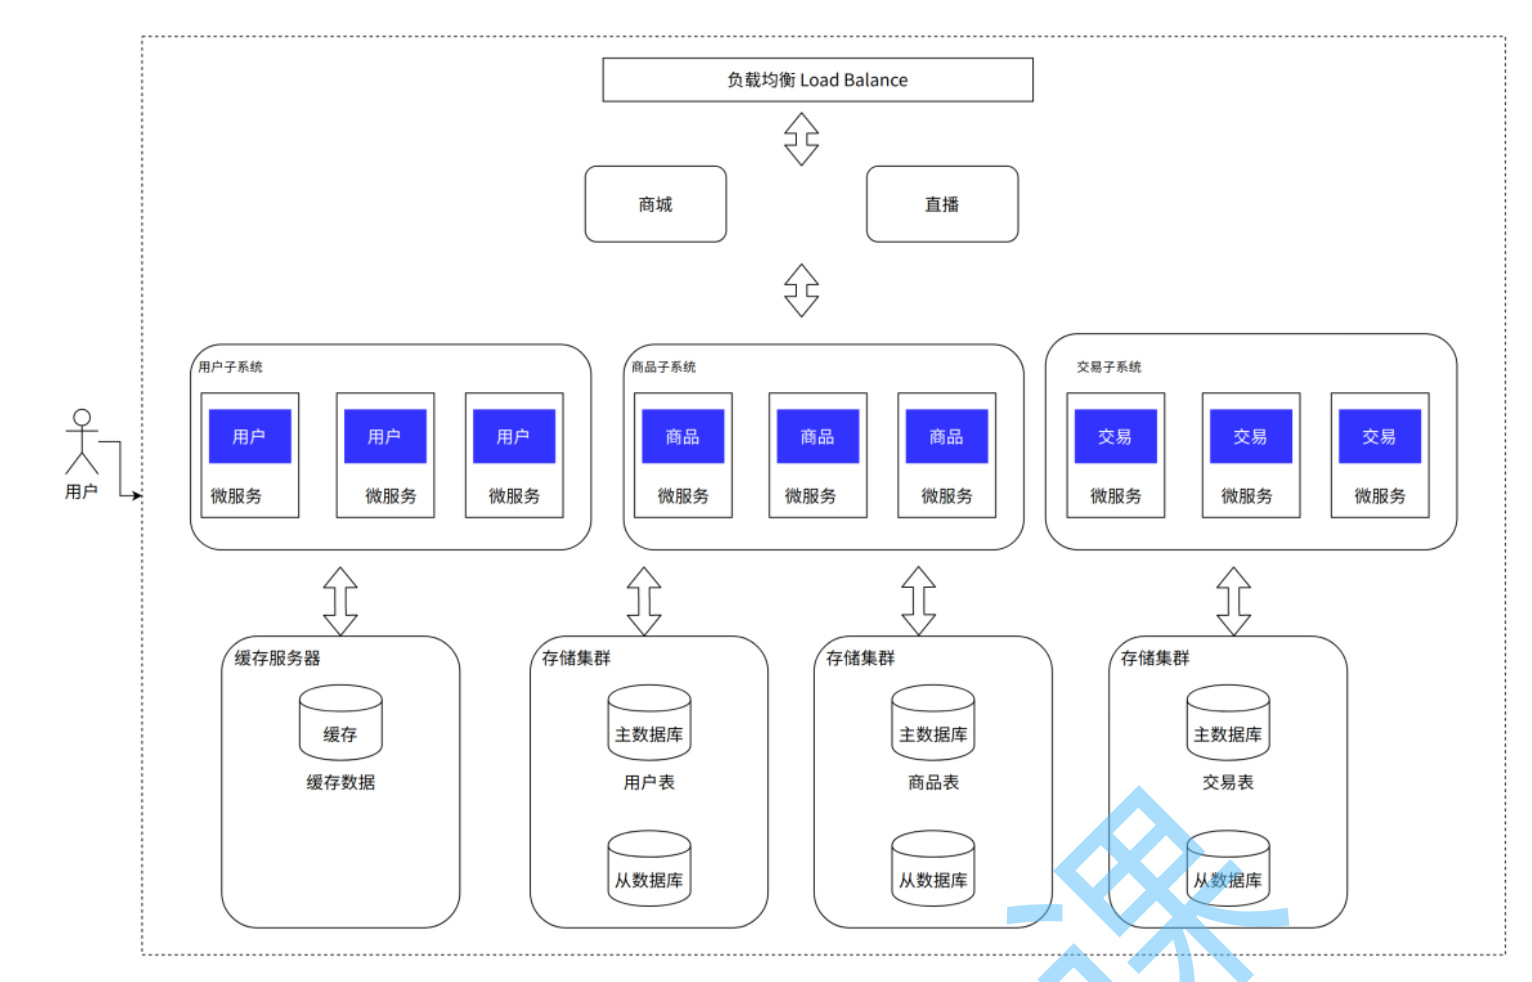 负载均衡 Load Balance
商城
直播
用户子系统
商品子系统
交易子系统
用户
用户
用户
商品
商品
商品
交易
交易
交易
微服务
微服务
微服务
微服务
微服务
微服务
微服务
微服务
微服务
用户
缓存服务器
存储集群
存储集群
存储集群
缓存
主数据库
主数据库
主数据库
缓存数据
用户表
商品表
交易表
从数据库
从数据库
从数据库
课